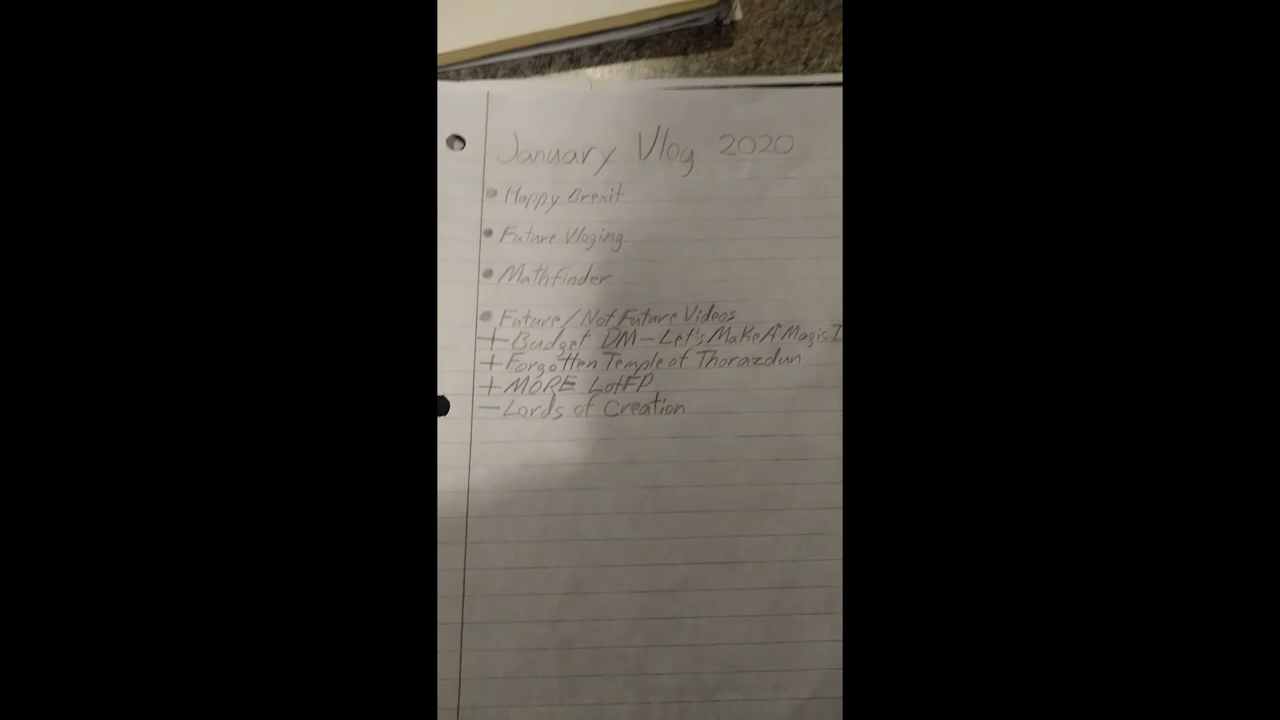 January Vlog 2020
• Happy Brexit
• Future Vloging
• Mathfinder
• Future/Not Future Videos
+ Budget DM - Let's Make A Magic I
+ Forgotten Temple of Thorazdun
+ MORE LotFP
- Lords of Creation